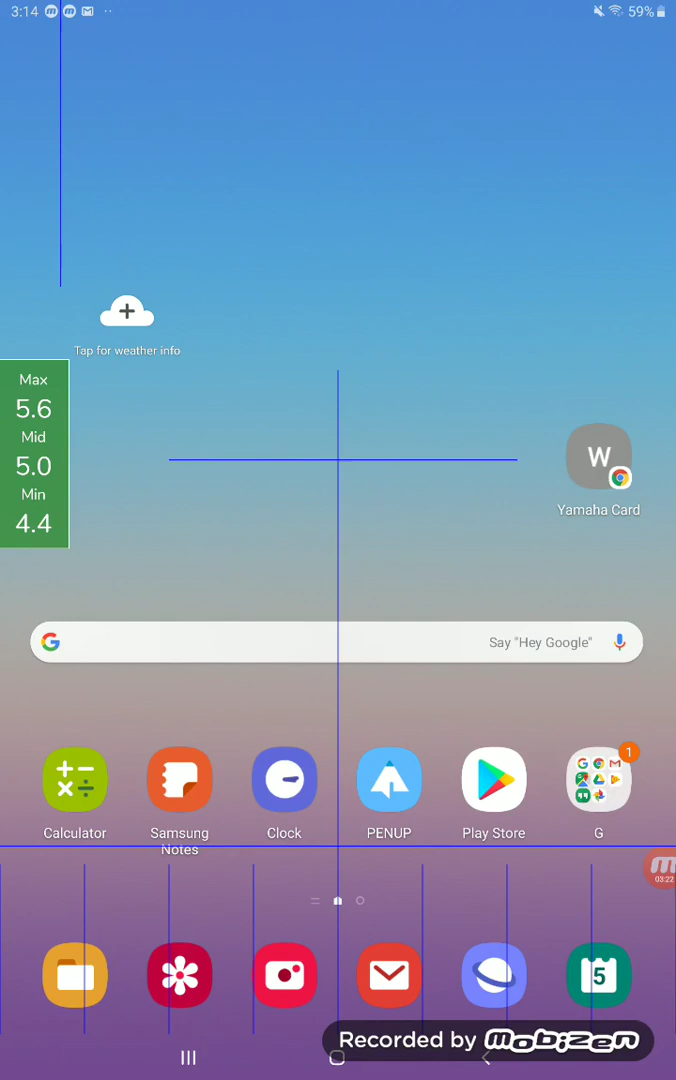 3:14
59%
Tap for weather info
Max
5.6
Mid
5.0
Min
4.4
W
Yamaha Card
G
Say "Hey Google"
1
Calculator
Samsung
Notes
Clock
PENUP
Play Store
G
03:22
5
Recorded by mobizen